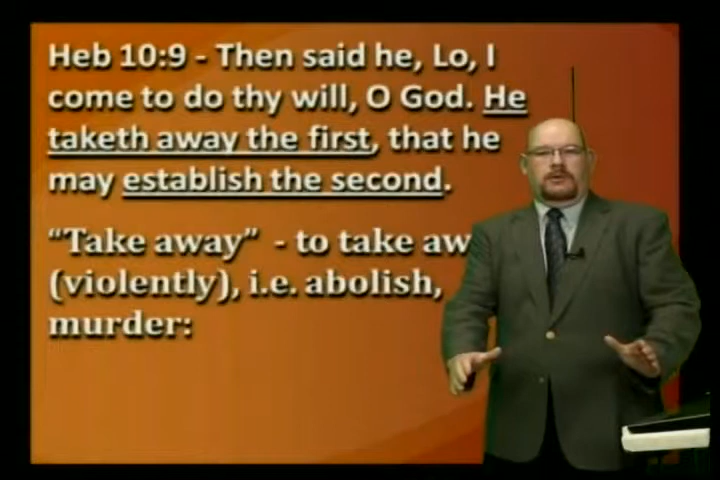 Heb 10:9 - Then said he, Lo, I
come to do thy will, O God. He
taketh away the first, that he
may establish the second.
“Take away” - to take aw
(violently), i.e. abolish,
murder: